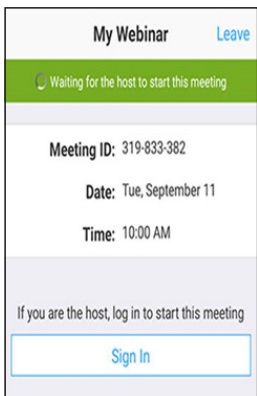 My Webinar Leave
Waiting for the host to start this meeting
Meeting ID: 319-833-382
Date: Tue, September 11
Time: 10:00 AM
If you are the host, log in to start this meeting
Sign In